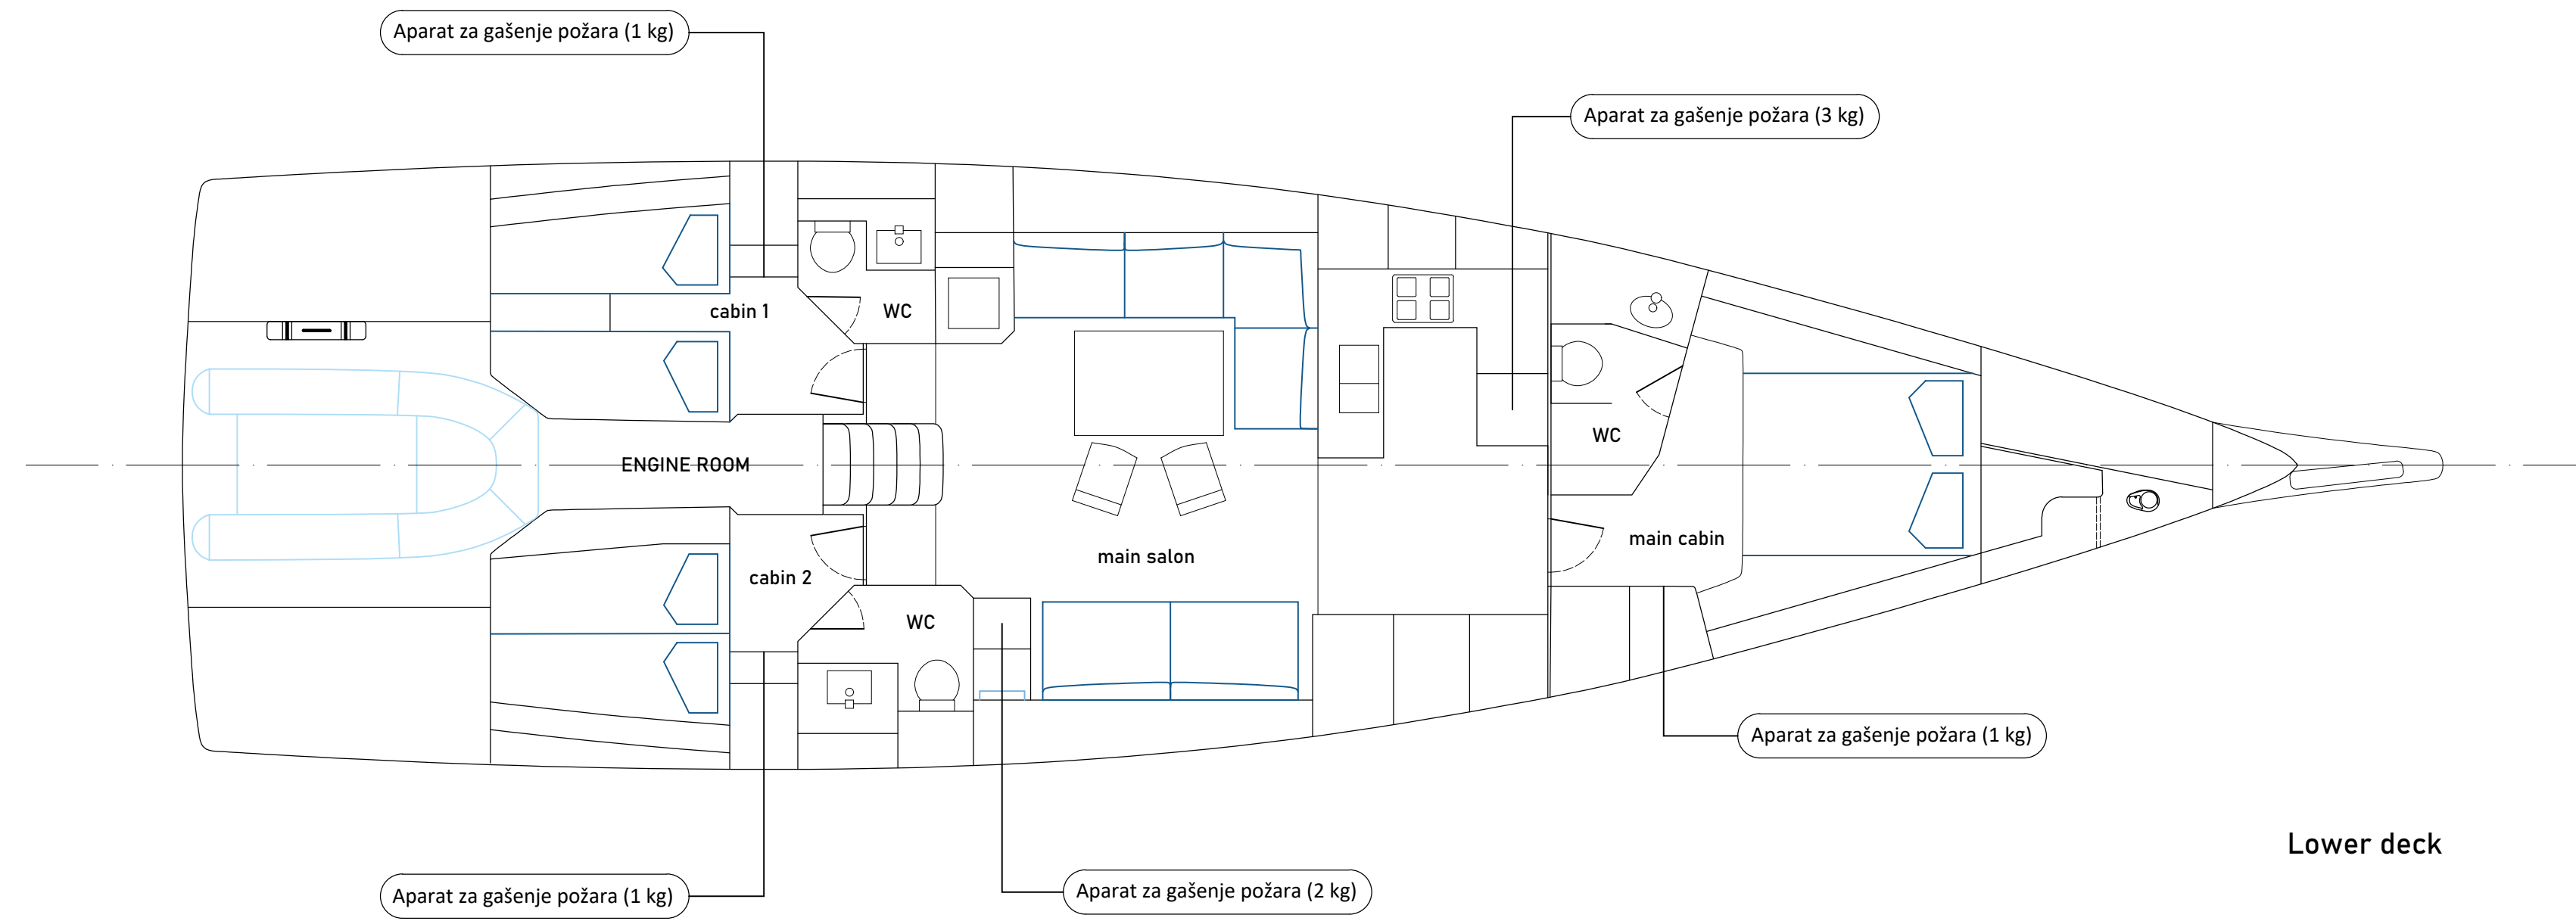 Aparat za gašenje požara (1 kg)
Aparat za gašenje požara (3 kg)
cabin 1
WC
WC
ENGINE ROOM
main cabin
main salon
cabin 2
WC
Aparat za gašenje požara (1 kg)
Lower deck
Aparat za gašenje požara (1 kg)
Aparat za gašenje požara (2 kg)